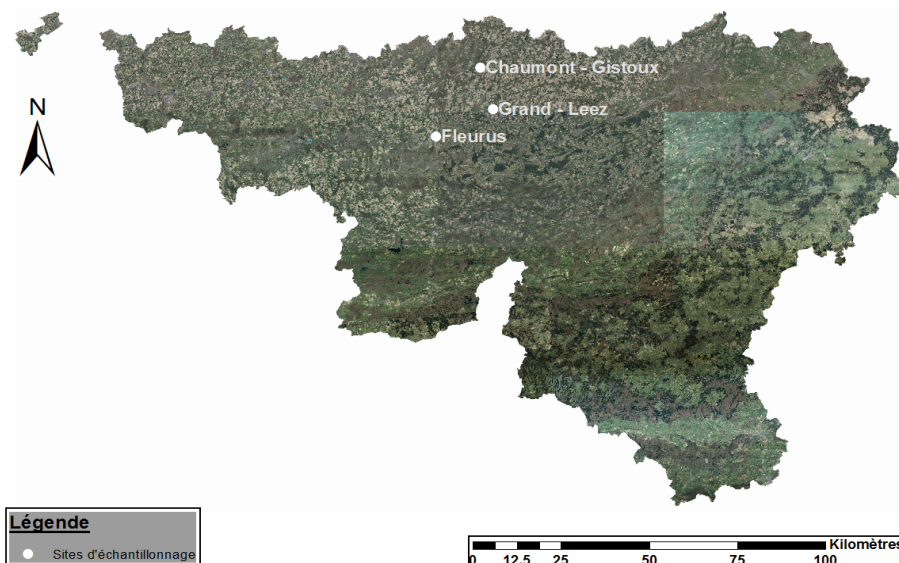 Chaumont - Gistoux
N
Grand - Leez
Fleurus
Légende
Sites d'échantillonnage
Kilomètres
0 12,5 25 50 75 100